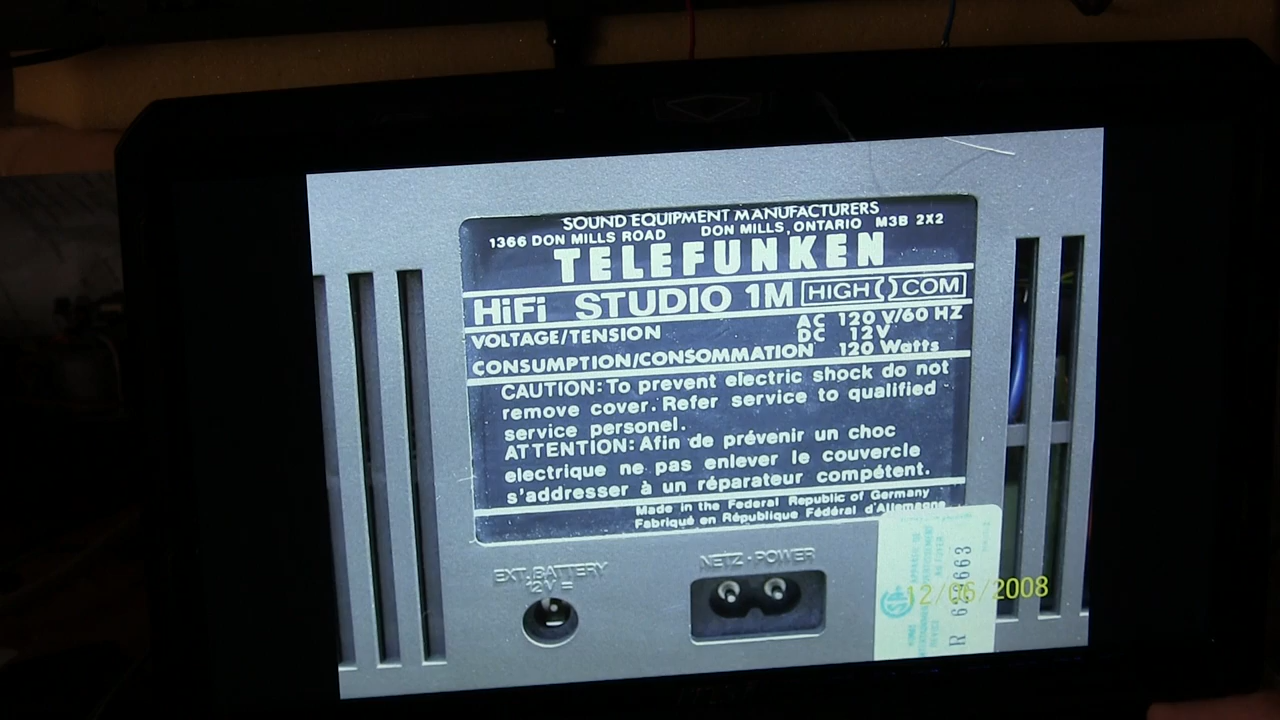 SOUND EQUIPMENT MANUFACTURERS
1366 DON MILLS ROAD DON MILLS, ONTARIO M3B 2X2
TELEFUNKEN
HiFi STUDIO 1M HIGH()COM
VOLTAGE/TENSION AC 120 V/60 HZ
DC 12V
CONSUMPTION/CONSOMMATION 120 Watts
CAUTION: To prevent electric shock do not
remove cover. Refer service to qualified
service personel.
ATTENTION: Afin de prévenir un choc
electrique ne pas enlever le couvercle
s'addresser à un réparateur compétent.
Made in the Federal Republic of Germany
Fabriqué en République Fédéral d'Allemagne
EXT. BATTERY
12V =
NETZ - POWER
12/06/2008